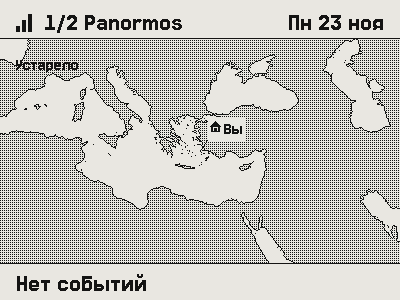 1/2 Panormos
Пн 23 ноя
Устарело
Вы
Нет событий